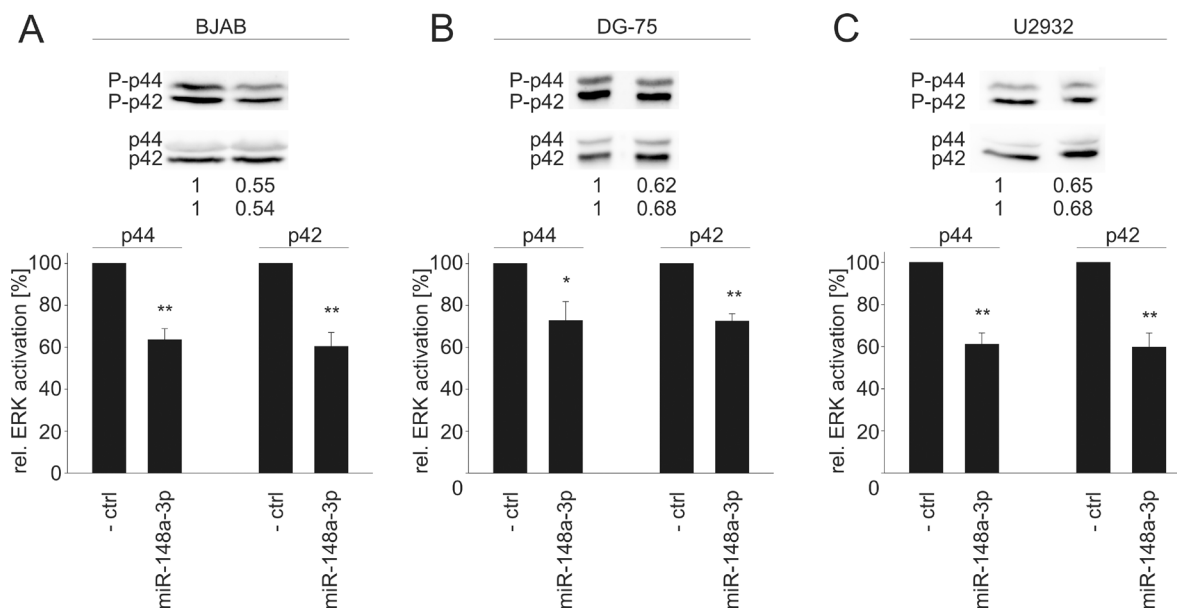 A
BJAB
P-p44
P-p42
p44
p42
1 0.55
1 0.54
p44 p42
rel. ERK activation [%]
100
80
60
40
20
0
** **
- ctrl
miR-148a-3p
- ctrl
miR-148a-3p
B
DG-75
P-p44
P-p42
p44
p42
1 0.62
1 0.68
p44 p42
rel. ERK activation [%]
100
80
60
40
20
0
* **
- ctrl
miR-148a-3p
- ctrl
miR-148a-3p
C
U2932
P-p44
P-p42
p44
p42
1 0.65
1 0.68
p44 p42
rel. ERK activation [%]
100
80
60
40
20
0
** **
- ctrl
miR-148a-3p
- ctrl
miR-148a-3p